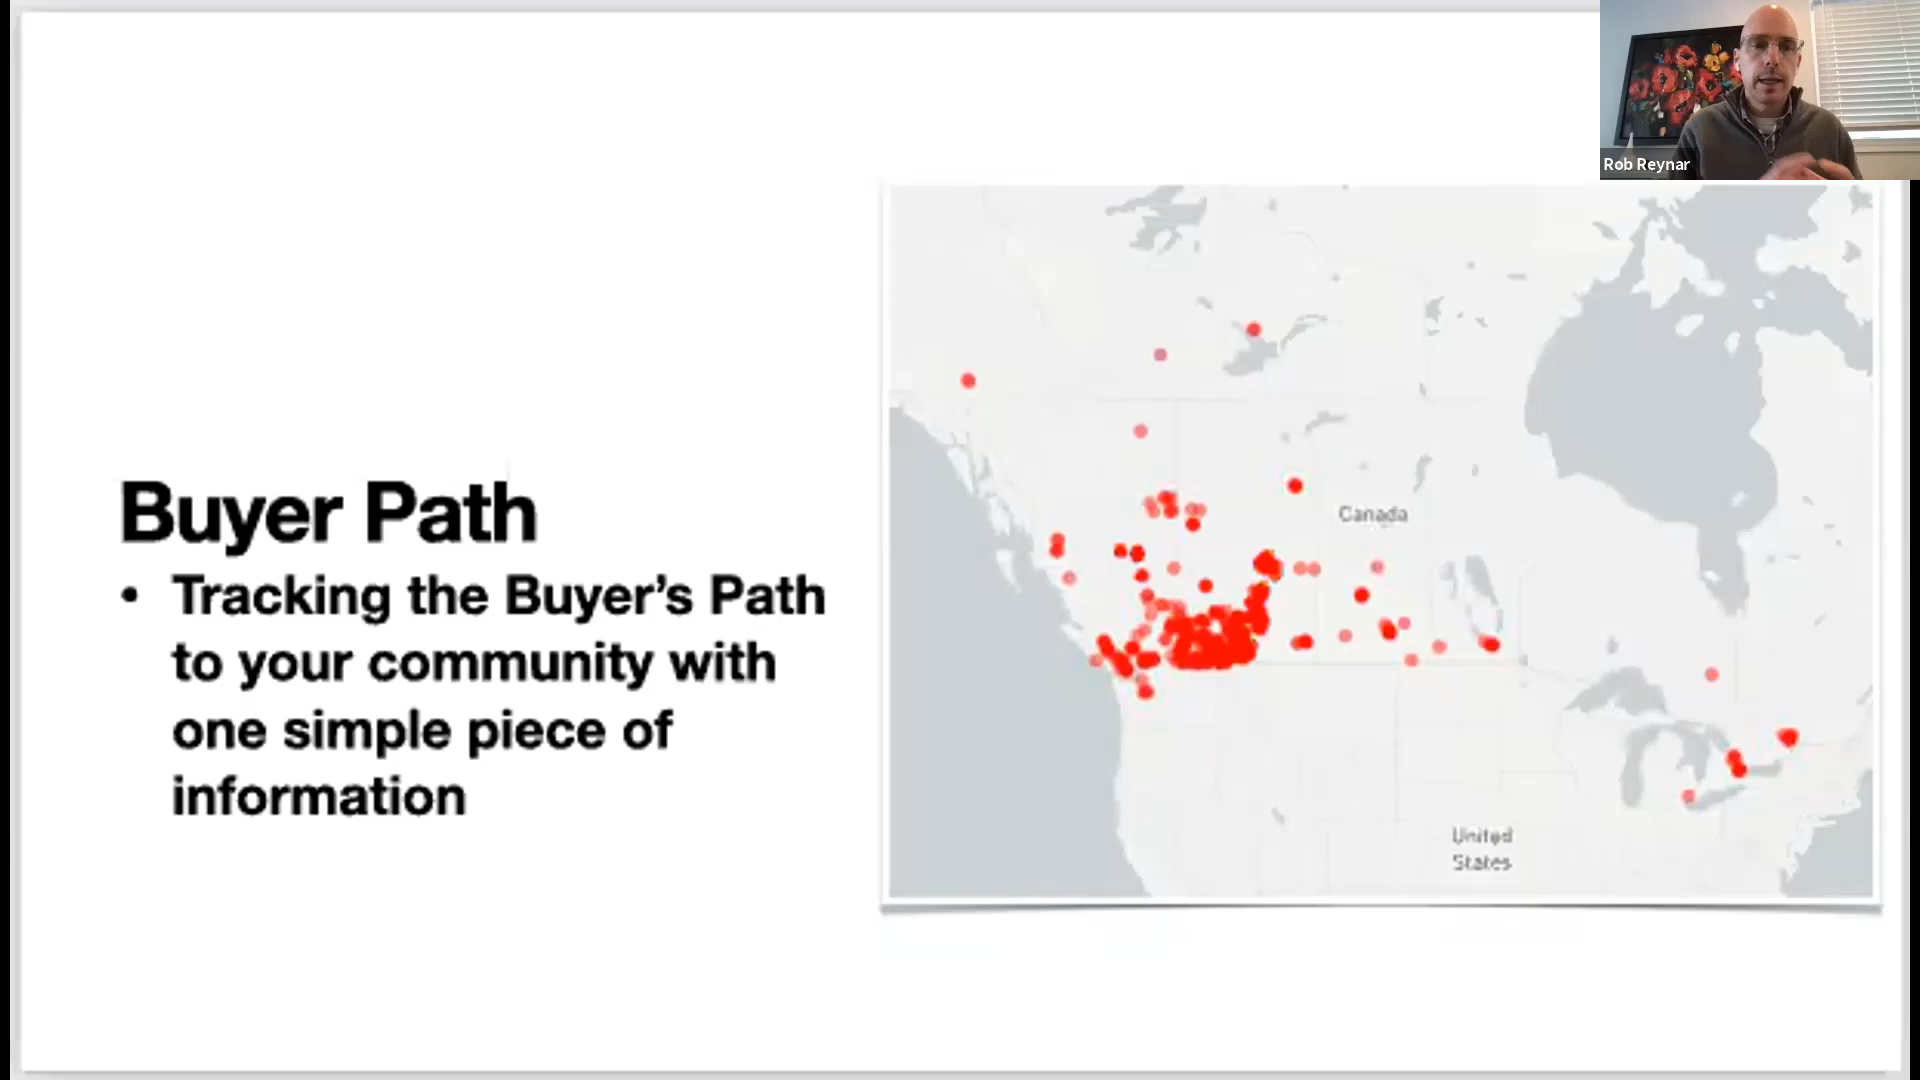 Rob Reynar
Canada
Buyer Path
• Tracking the Buyer’s Path
to your community with
one simple piece of
information
United
States